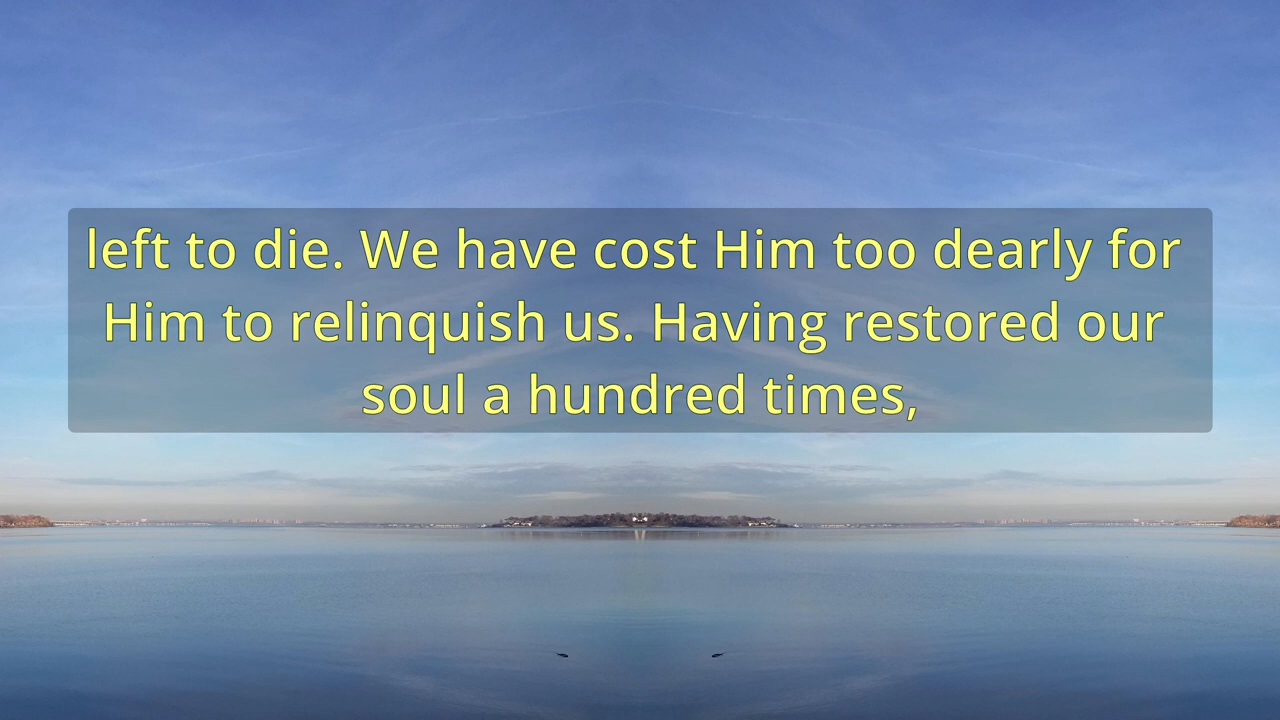 left to die. We have cost Him too dearly for
Him to relinquish us. Having restored our
soul a hundred times,